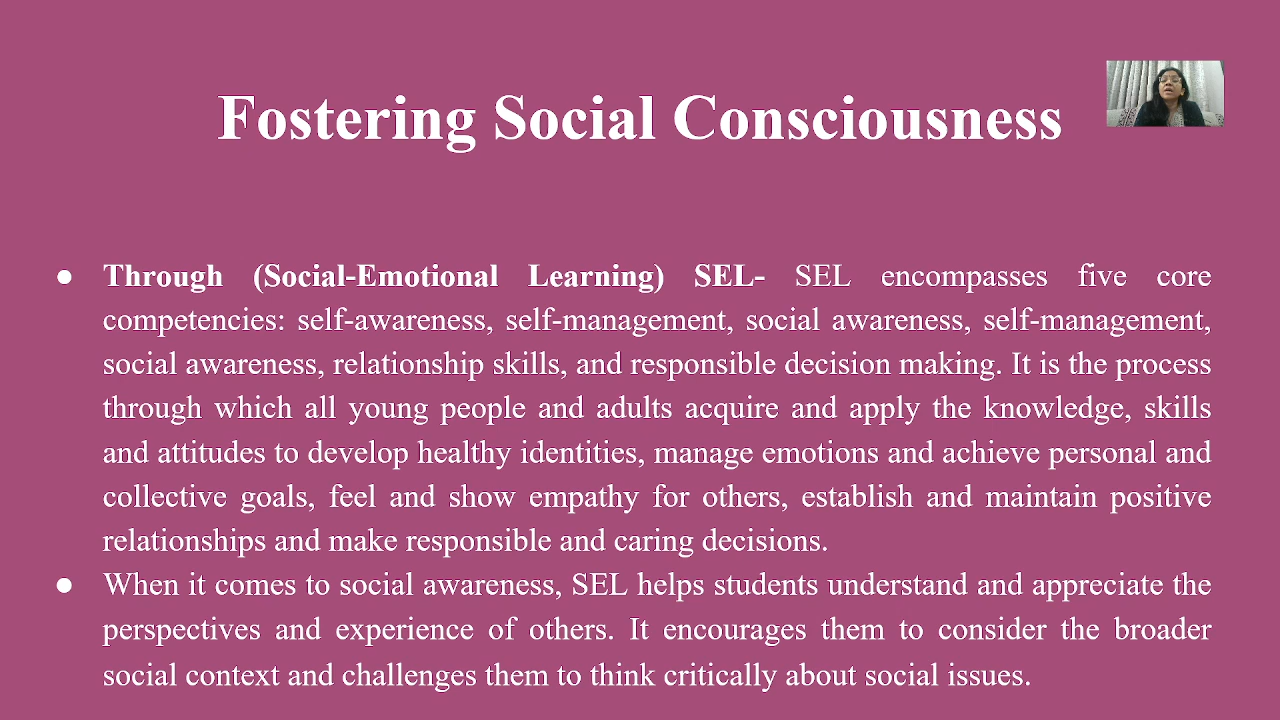 Fostering Social Consciousness
● Through (Social-Emotional Learning) SEL- SEL encompasses five core
competencies: self-awareness, self-management, social awareness, self-management,
social awareness, relationship skills, and responsible decision making. It is the process
through which all young people and adults acquire and apply the knowledge, skills
and attitudes to develop healthy identities, manage emotions and achieve personal and
collective goals, feel and show empathy for others, establish and maintain positive
relationships and make responsible and caring decisions.
● When it comes to social awareness, SEL helps students understand and appreciate the
perspectives and experience of others. It encourages them to consider the broader
social context and challenges them to think critically about social issues.